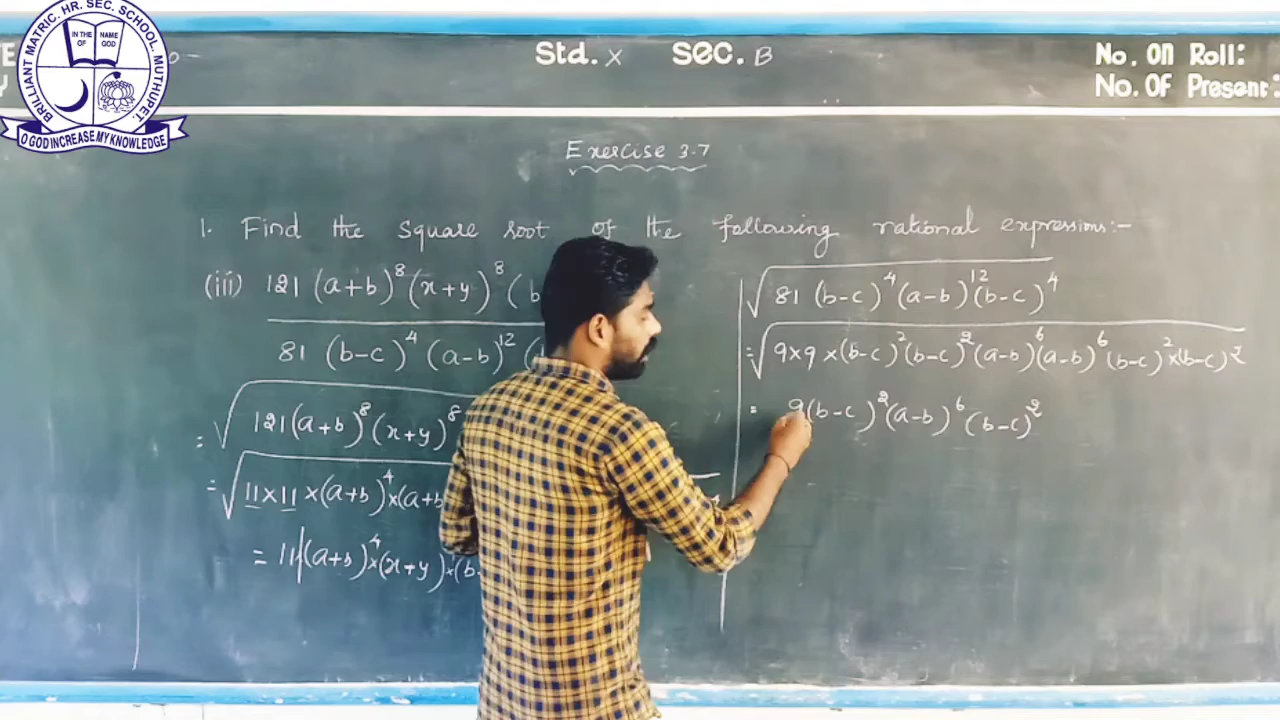 BRILLIANT MATRIC. HR. SEC. SCHOOL. MUTHUPET.
IN THE NAME OF GOD
O GOD INCREASE MY KNOWLEDGE
Std. X SEC. B
No. On Roll:
No. Of Present:
Exercise 3.7
1. Find the square root of the following rational expressions:-
(iii) 121 (a+b)^8 (x+y)^8 (b
81 (b-c)^4 (a-b)^12
= √121(a+b)^8 (x+y)^8
= √11×11×(a+b)^4×(a+b
= 11|(a+b)^4×(x+y)×(b-
√81 (b-c)^4 (a-b)^12 (b-c)^4
= √9×9×(b-c)^2(b-c)^2(a-b)^6(a-b)^6(b-c)^2×(b-c)^2
= 9(b-c)^2(a-b)^6(b-c)^2